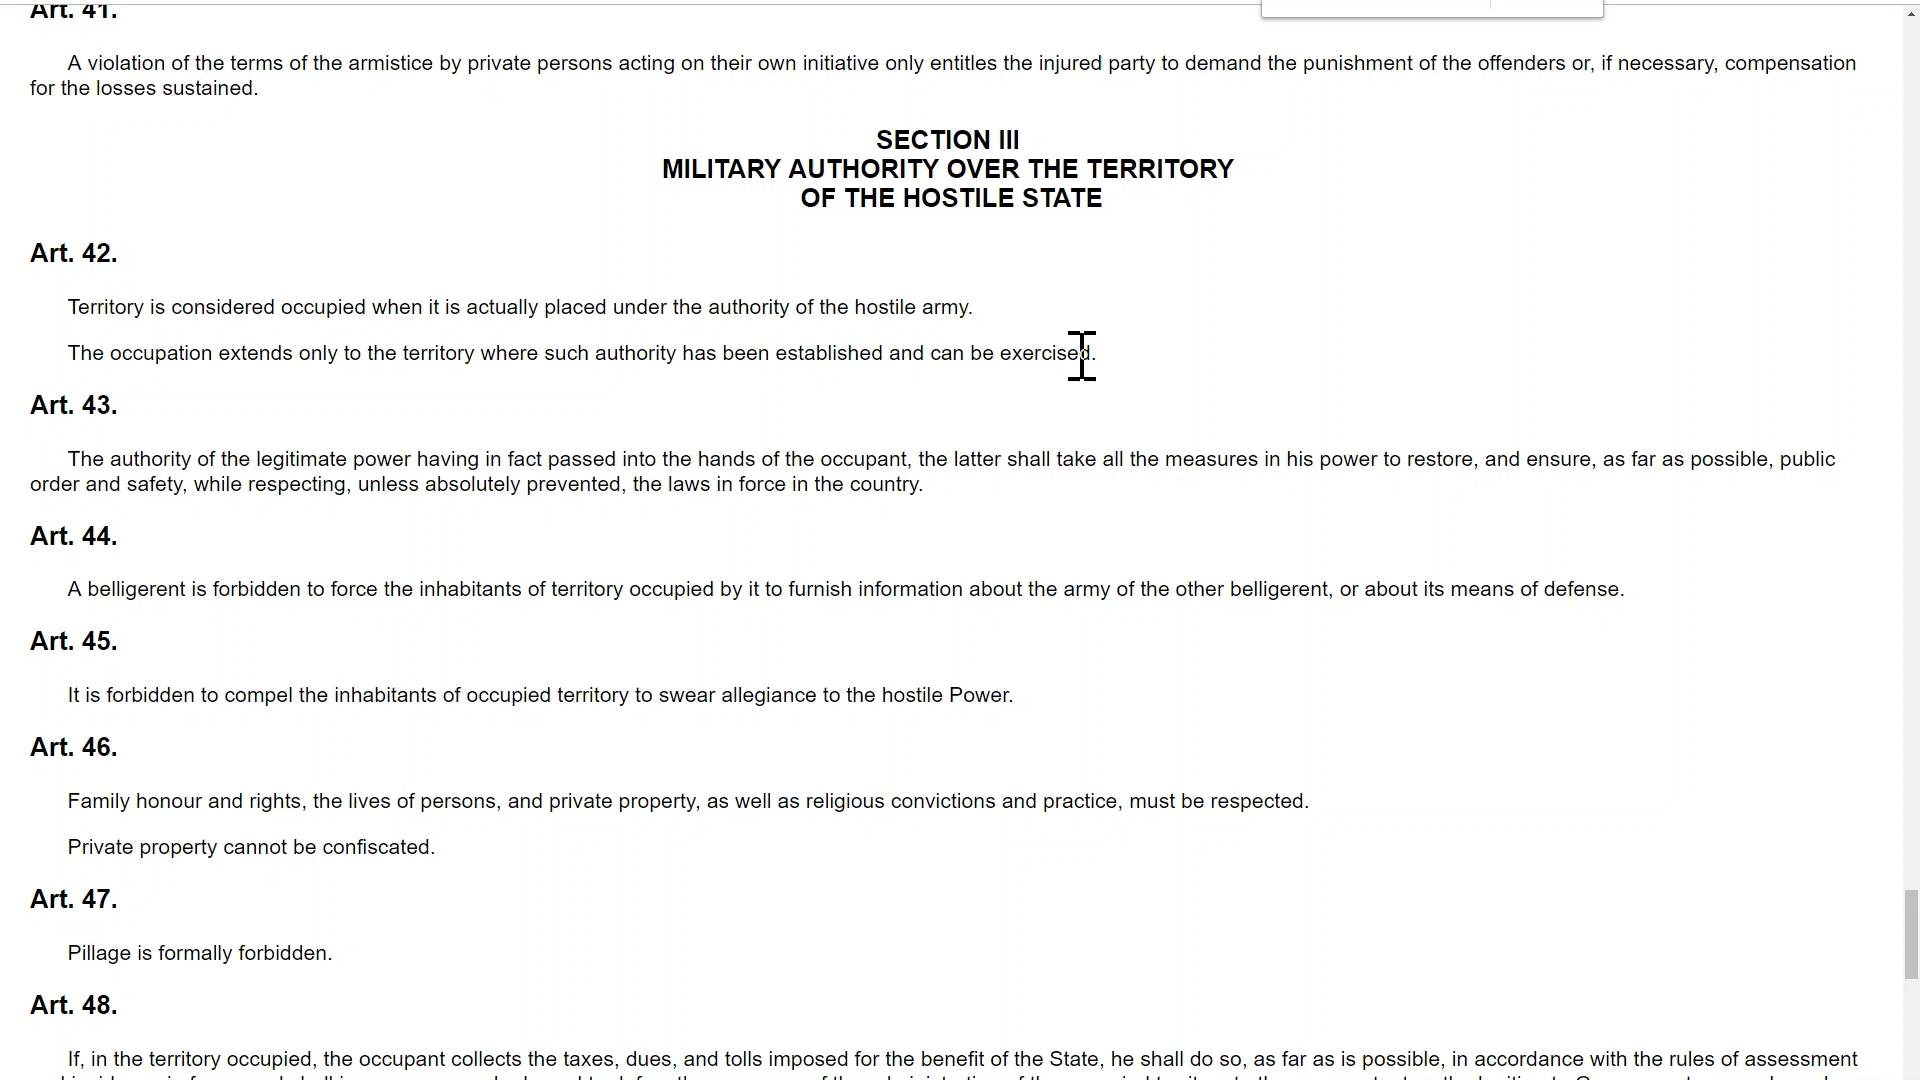 Art. 41.
A violation of the terms of the armistice by private persons acting on their own initiative only entitles the injured party to demand the punishment of the offenders or, if necessary, compensation
for the losses sustained.
SECTION III
MILITARY AUTHORITY OVER THE TERRITORY
OF THE HOSTILE STATE
Art. 42.
Territory is considered occupied when it is actually placed under the authority of the hostile army.
The occupation extends only to the territory where such authority has been established and can be exercised.
Art. 43.
The authority of the legitimate power having in fact passed into the hands of the occupant, the latter shall take all the measures in his power to restore, and ensure, as far as possible, public
order and safety, while respecting, unless absolutely prevented, the laws in force in the country.
Art. 44.
A belligerent is forbidden to force the inhabitants of territory occupied by it to furnish information about the army of the other belligerent, or about its means of defense.
Art. 45.
It is forbidden to compel the inhabitants of occupied territory to swear allegiance to the hostile Power.
Art. 46.
Family honour and rights, the lives of persons, and private property, as well as religious convictions and practice, must be respected.
Private property cannot be confiscated.
Art. 47.
Pillage is formally forbidden.
Art. 48.
If, in the territory occupied, the occupant collects the taxes, dues, and tolls imposed for the benefit of the State, he shall do so, as far as is possible, in accordance with the rules of assessment